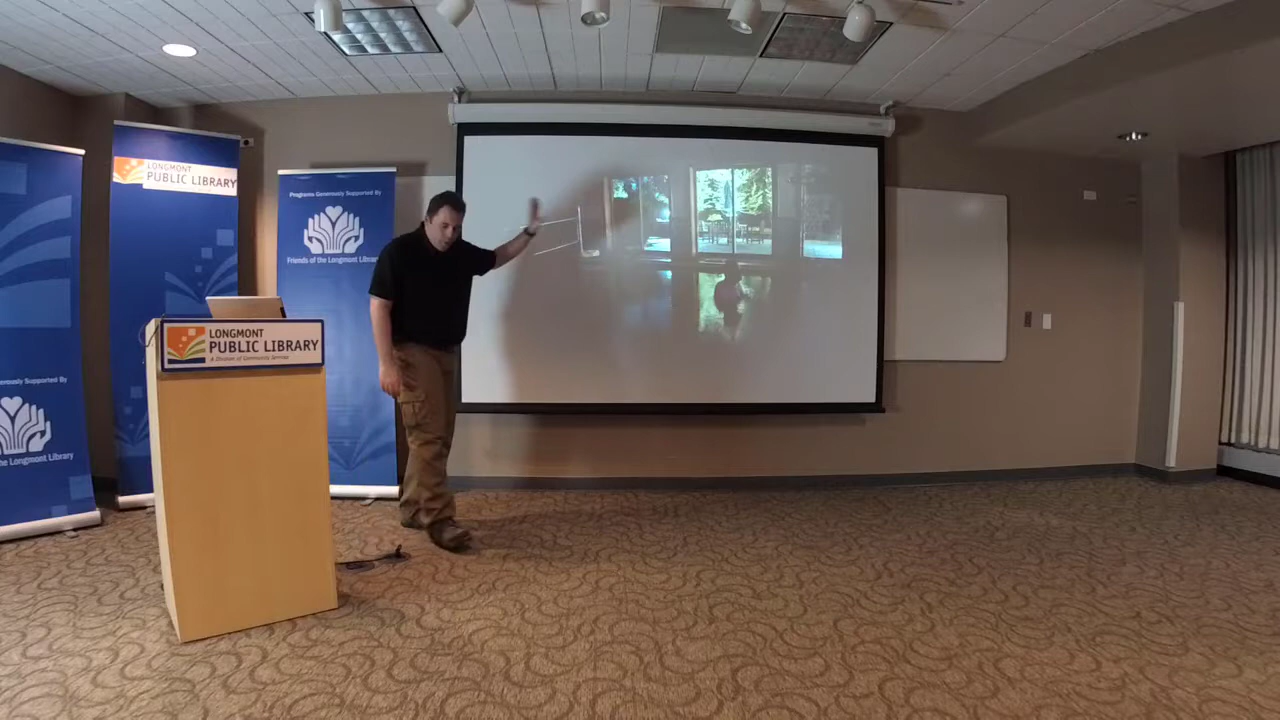 LONGMONT
PUBLIC LIBRARY
Programs Generously Supported By
Friends of the Longmont Library
LONGMONT
PUBLIC LIBRARY
A Division of Community Services
nerously Supported By
the Longmont Library